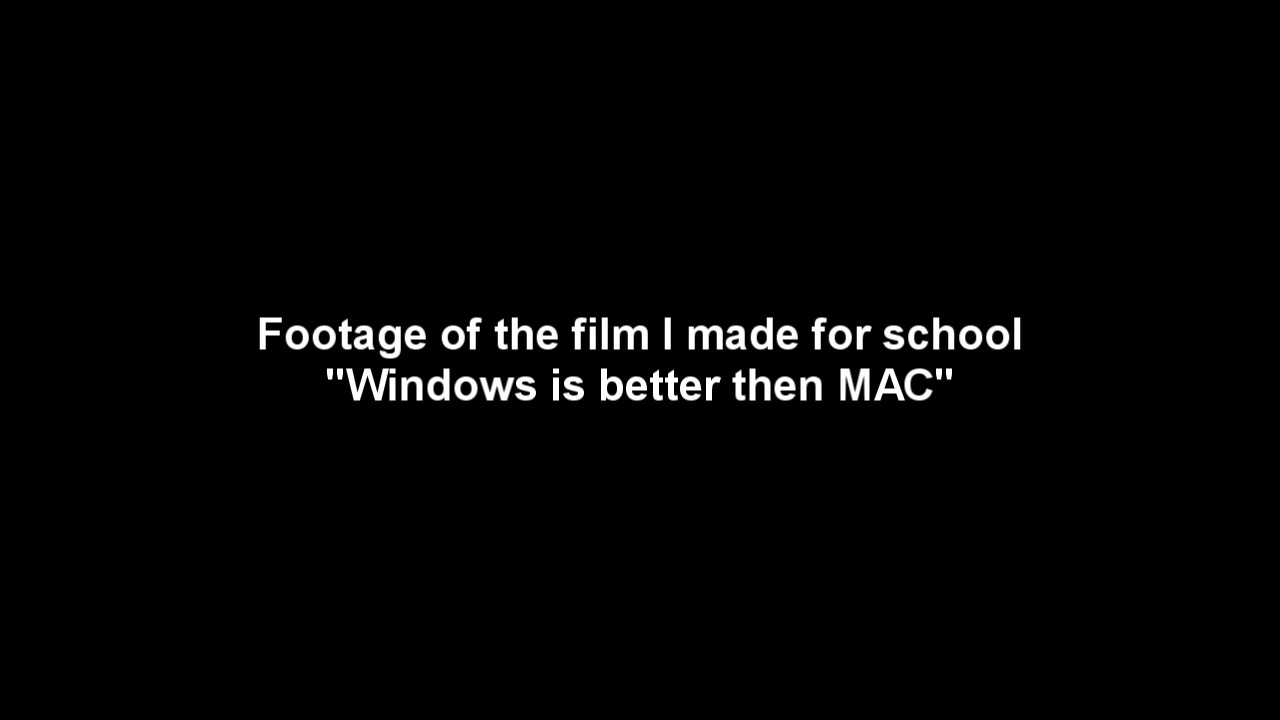 Footage of the film I made for school
"Windows is better then MAC"